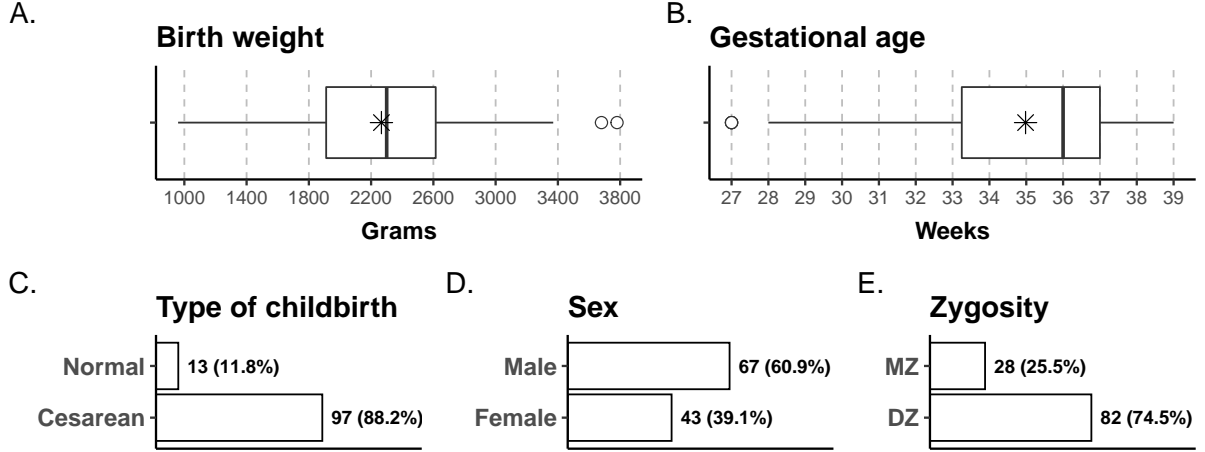 A.
Birth weight
1000 1400 1800 2200 2600 3000 3400 3800
Grams
B.
Gestational age
27 28 29 30 31 32 33 34 35 36 37 38 39
Weeks
C.
Type of childbirth
Normal 13 (11.8%)
Cesarean 97 (88.2%)
D.
Sex
Male 67 (60.9%)
Female 43 (39.1%)
E.
Zygosity
MZ 28 (25.5%)
DZ 82 (74.5%)